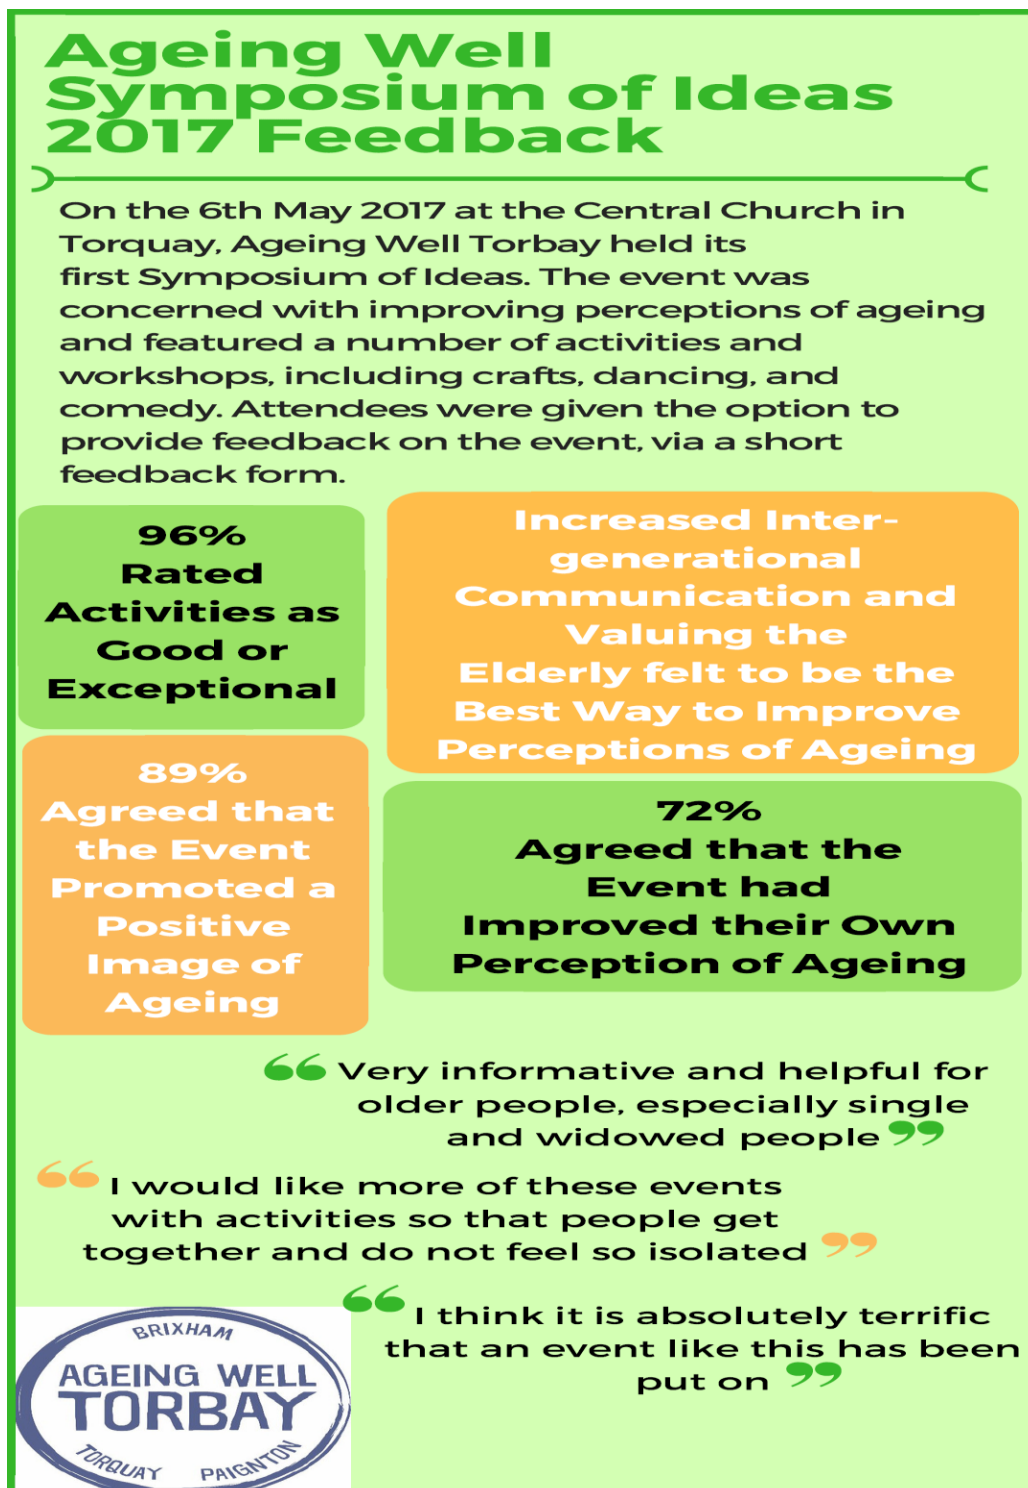 Ageing Well
Symposium of Ideas
2017 Feedback
On the 6th May 2017 at the Central Church in
Torquay, Ageing Well Torbay held its
first Symposium of Ideas. The event was
concerned with improving perceptions of ageing
and featured a number of activities and
workshops, including crafts, dancing, and
comedy. Attendees were given the option to
provide feedback on the event, via a short
feedback form.
96%
Rated
Activities as
Good or
Exceptional
Increased Inter-
generational
Communication and
Valuing the
Elderly felt to be the
Best Way to Improve
Perceptions of Ageing
89%
Agreed that
the Event
Promoted a
Positive
Image of
Ageing
72%
Agreed that the
Event had
Improved their Own
Perception of Ageing
“ Very informative and helpful for
older people, especially single
and widowed people ”
“ I would like more of these events
with activities so that people get
together and do not feel so isolated ”
“ I think it is absolutely terrific
that an event like this has been
put on ”
BRIXHAM
AGEING WELL
TORBAY
TORQUAY PAIGNTON